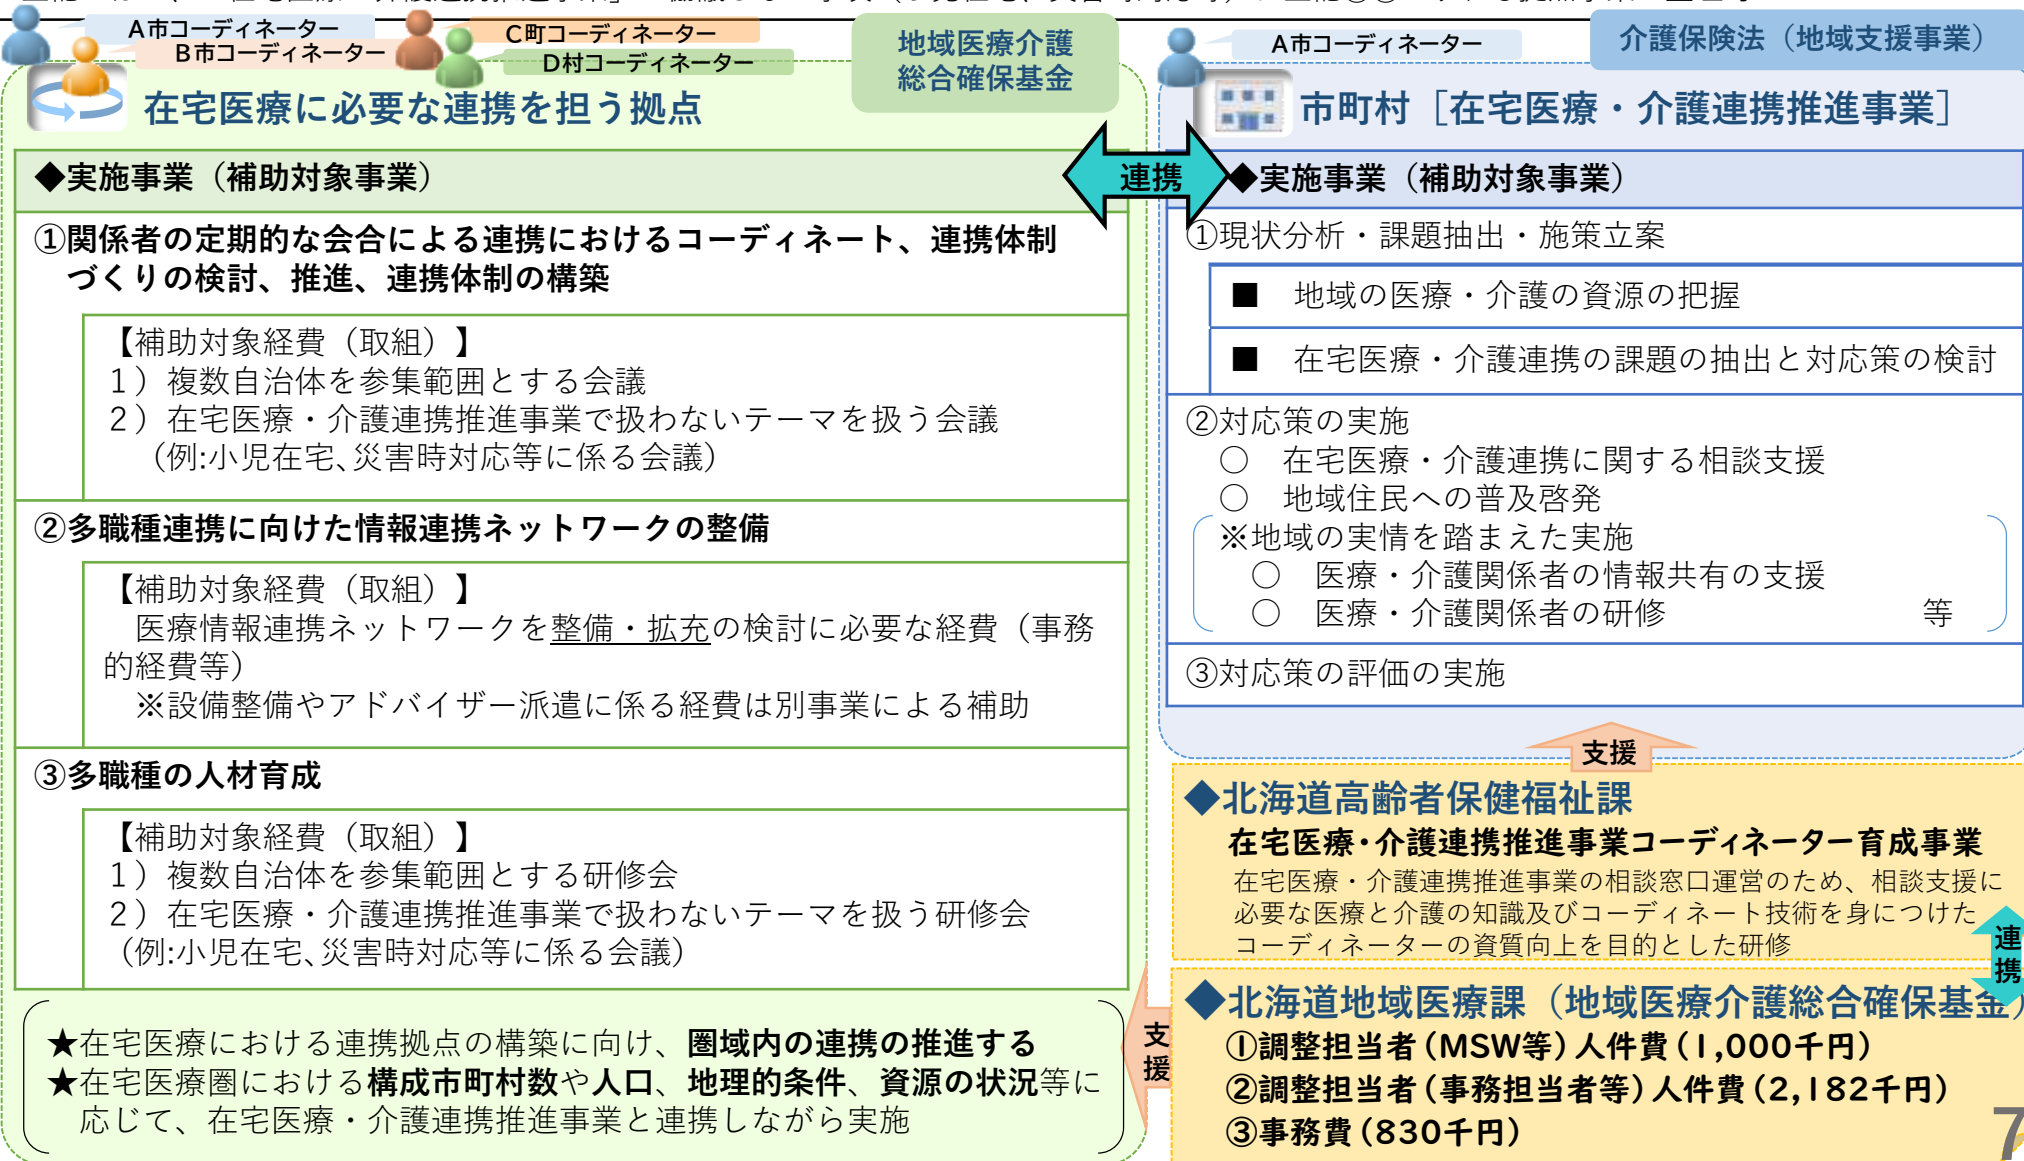 A市コーディネーター
B市コーディネーター
C町コーディネーター
D村コーディネーター
地域医療介護
総合確保基金
在宅医療に必要な連携を担う拠点
◆実施事業（補助対象事業）
①関係者の定期的な会合による連携におけるコーディネート、連携体制
づくりの検討、推進、連携体制の構築
【補助対象経費（取組）】
１）複数自治体を参集範囲とする会議
２）在宅医療・介護連携推進事業で扱わないテーマを扱う会議
（例:小児在宅、災害時対応等に係る会議）
②多職種連携に向けた情報連携ネットワークの整備
【補助対象経費（取組）】
医療情報連携ネットワークを整備・拡充の検討に必要な経費（事務
的経費等）
※設備整備やアドバイザー派遣に係る経費は別事業による補助
③多職種の人材育成
【補助対象経費（取組）】
１）複数自治体を参集範囲とする研修会
２）在宅医療・介護連携推進事業で扱わないテーマを扱う研修会
（例:小児在宅、災害時対応等に係る会議）
★在宅医療における連携拠点の構築に向け、圏域内の連携の推進する
★在宅医療圏における構成市町村数や人口、地理的条件、資源の状況等に
応じて、在宅医療・介護連携推進事業と連携しながら実施
連携
A市コーディネーター
介護保険法（地域支援事業）
市町村［在宅医療・介護連携推進事業］
◆実施事業（補助対象事業）
①現状分析・課題抽出・施策立案
■　地域の医療・介護の資源の把握
■　在宅医療・介護連携の課題の抽出と対応策の検討
②対応策の実施
○　在宅医療・介護連携に関する相談支援
○　地域住民への普及啓発
※地域の実情を踏まえた実施
○　医療・介護関係者の情報共有の支援
○　医療・介護関係者の研修　等
③対応策の評価の実施
支援
◆北海道高齢者保健福祉課
在宅医療・介護連携推進事業コーディネーター育成事業
在宅医療・介護連携推進事業の相談窓口運営のため、相談支援に
必要な医療と介護の知識及びコーディネート技術を身につけた
コーディネーターの資質向上を目的とした研修
連携
◆北海道地域医療課（地域医療介護総合確保基金）
①調整担当者(MSW等)人件費(1,000千円)
②調整担当者(事務担当者等)人件費(2,182千円)
③事務費(830千円)
支援
7